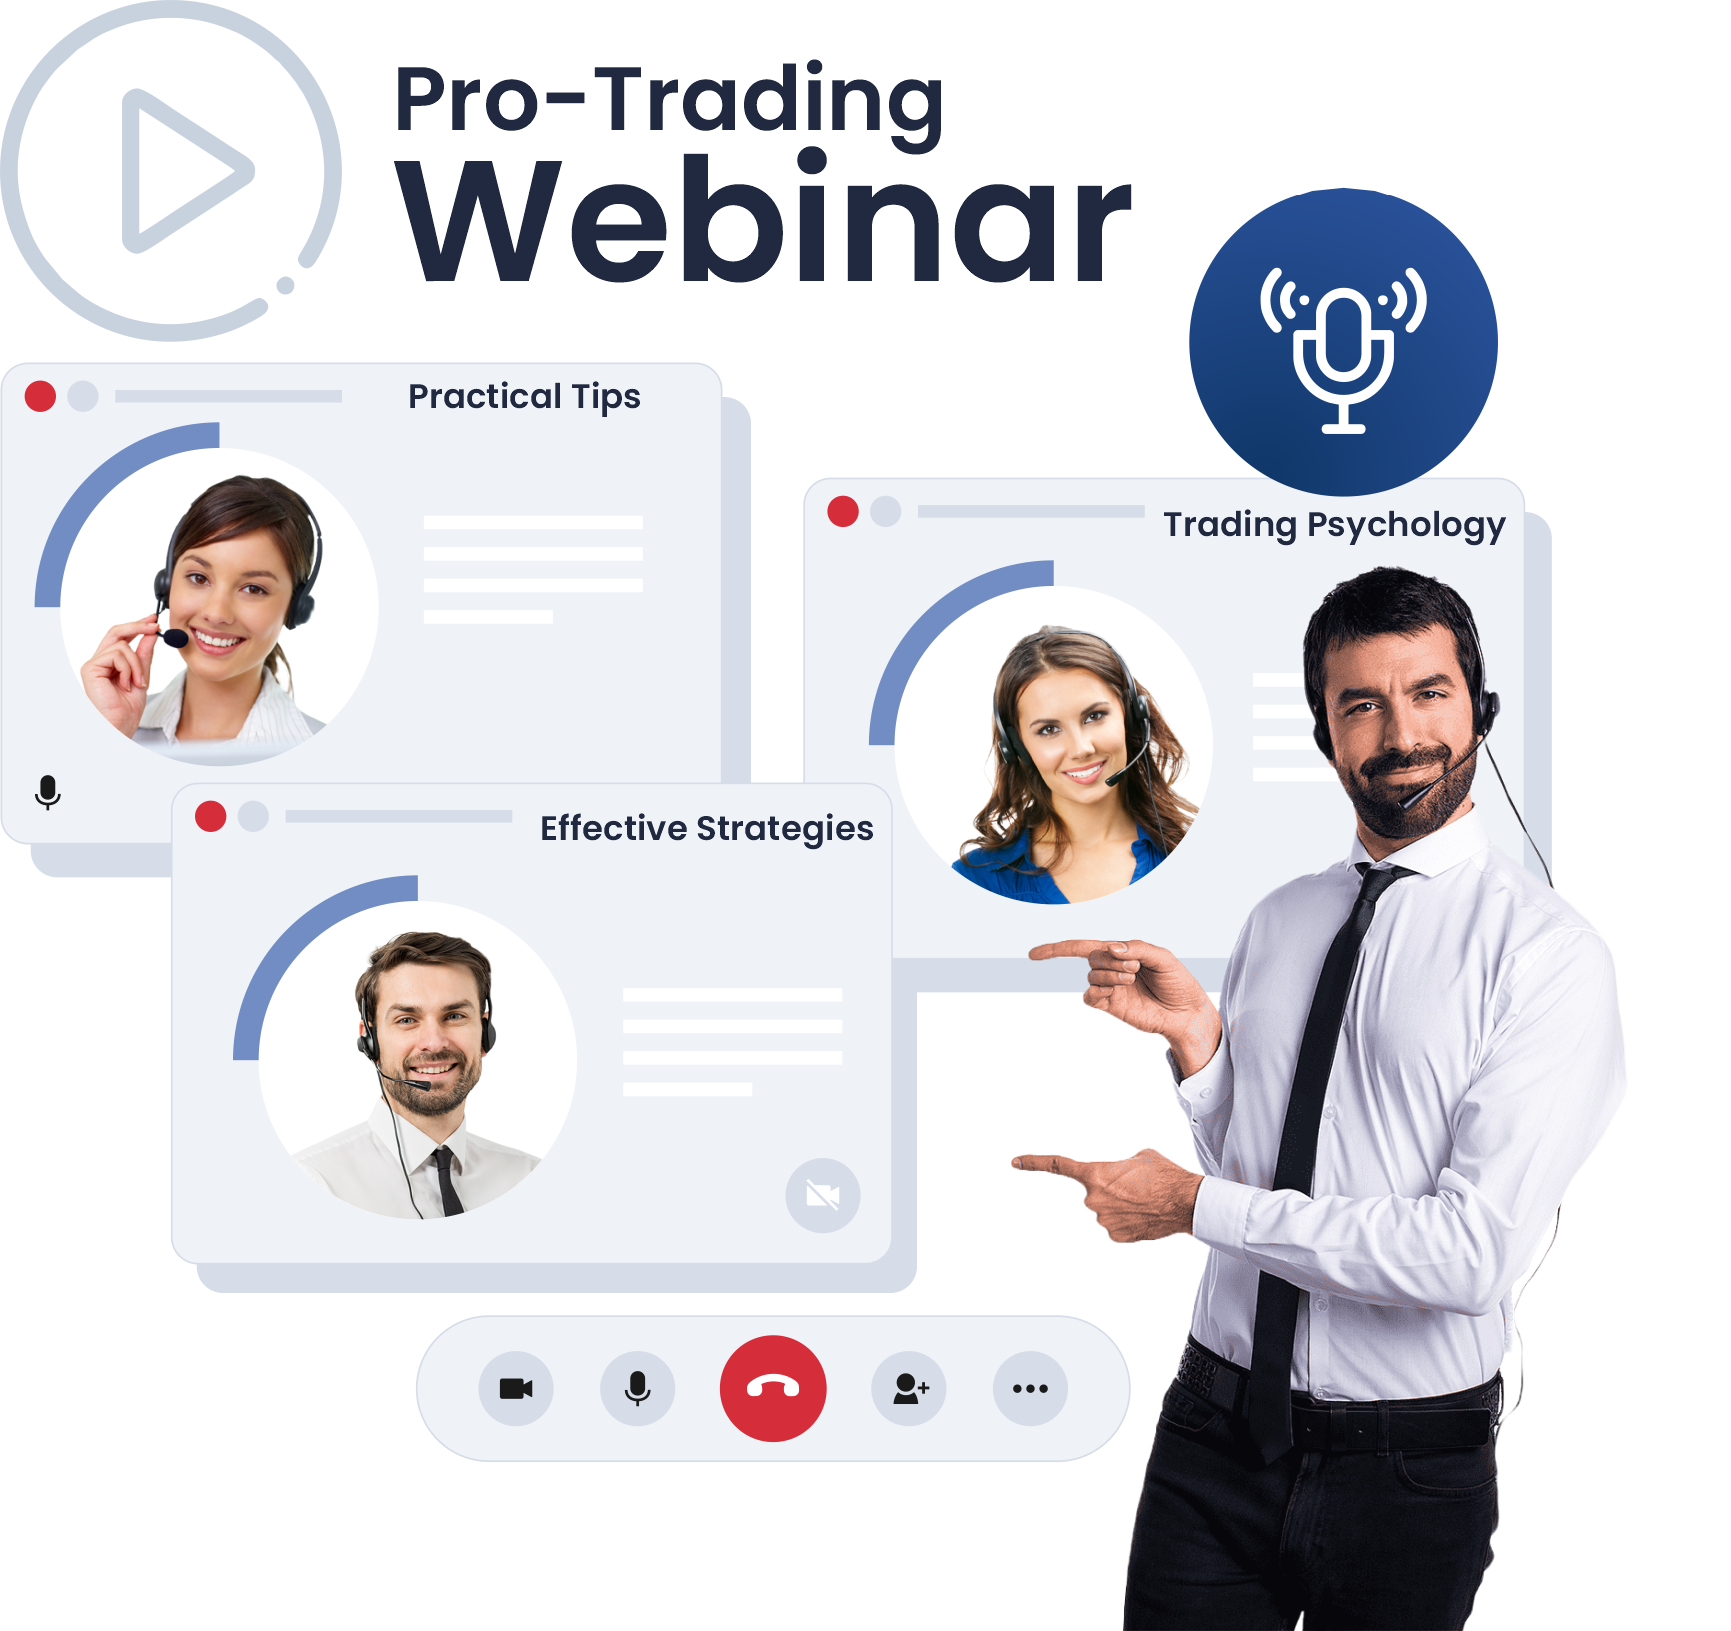 Pro-Trading
Webinar
Practical Tips
Trading Psychology
Effective Strategies